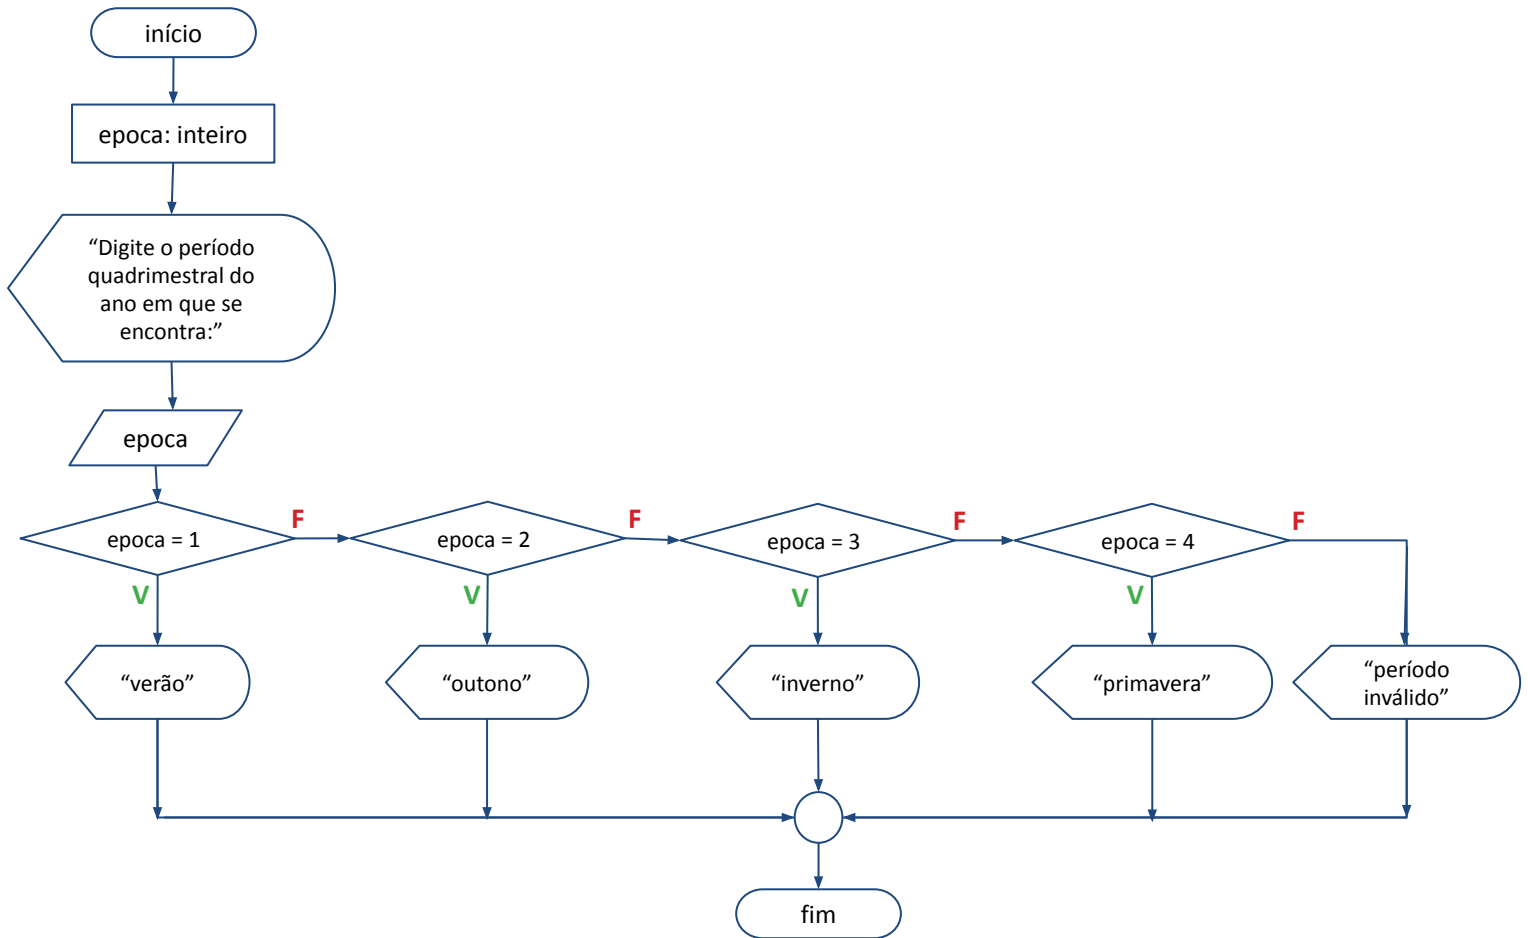 início
epoca: inteiro
“Digite o período
quadrimestral do
ano em que se
encontra:”
epoca
epoca = 1
F
epoca = 2
F
epoca = 3
F
epoca = 4
F
V
V
V
V
“verão”
“outono”
“inverno”
“primavera”
“período
inválido”
fim